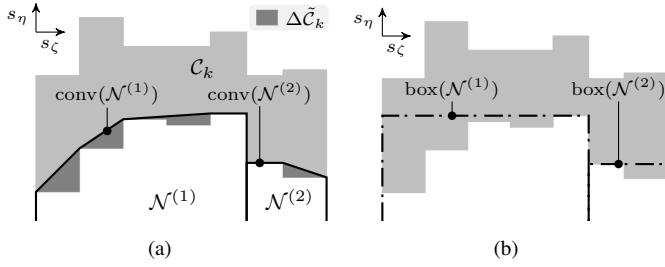 s_η
s_ζ
Δ𝒞̃_k
𝒞_k
conv(𝒩^(1))
conv(𝒩^(2))
𝒩^(1)
𝒩^(2)
(a)
s_η
s_ζ
box(𝒩^(1))
box(𝒩^(2))
(b)